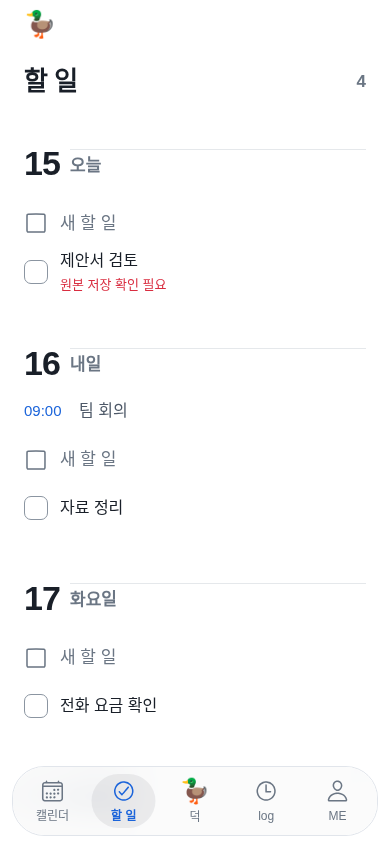 할 일
4
15 오늘
새 할 일
제안서 검토
원본 저장 확인 필요
16 내일
09:00 팀 회의
새 할 일
자료 정리
17 화요일
새 할 일
전화 요금 확인
캘린더 할 일 덕 log ME